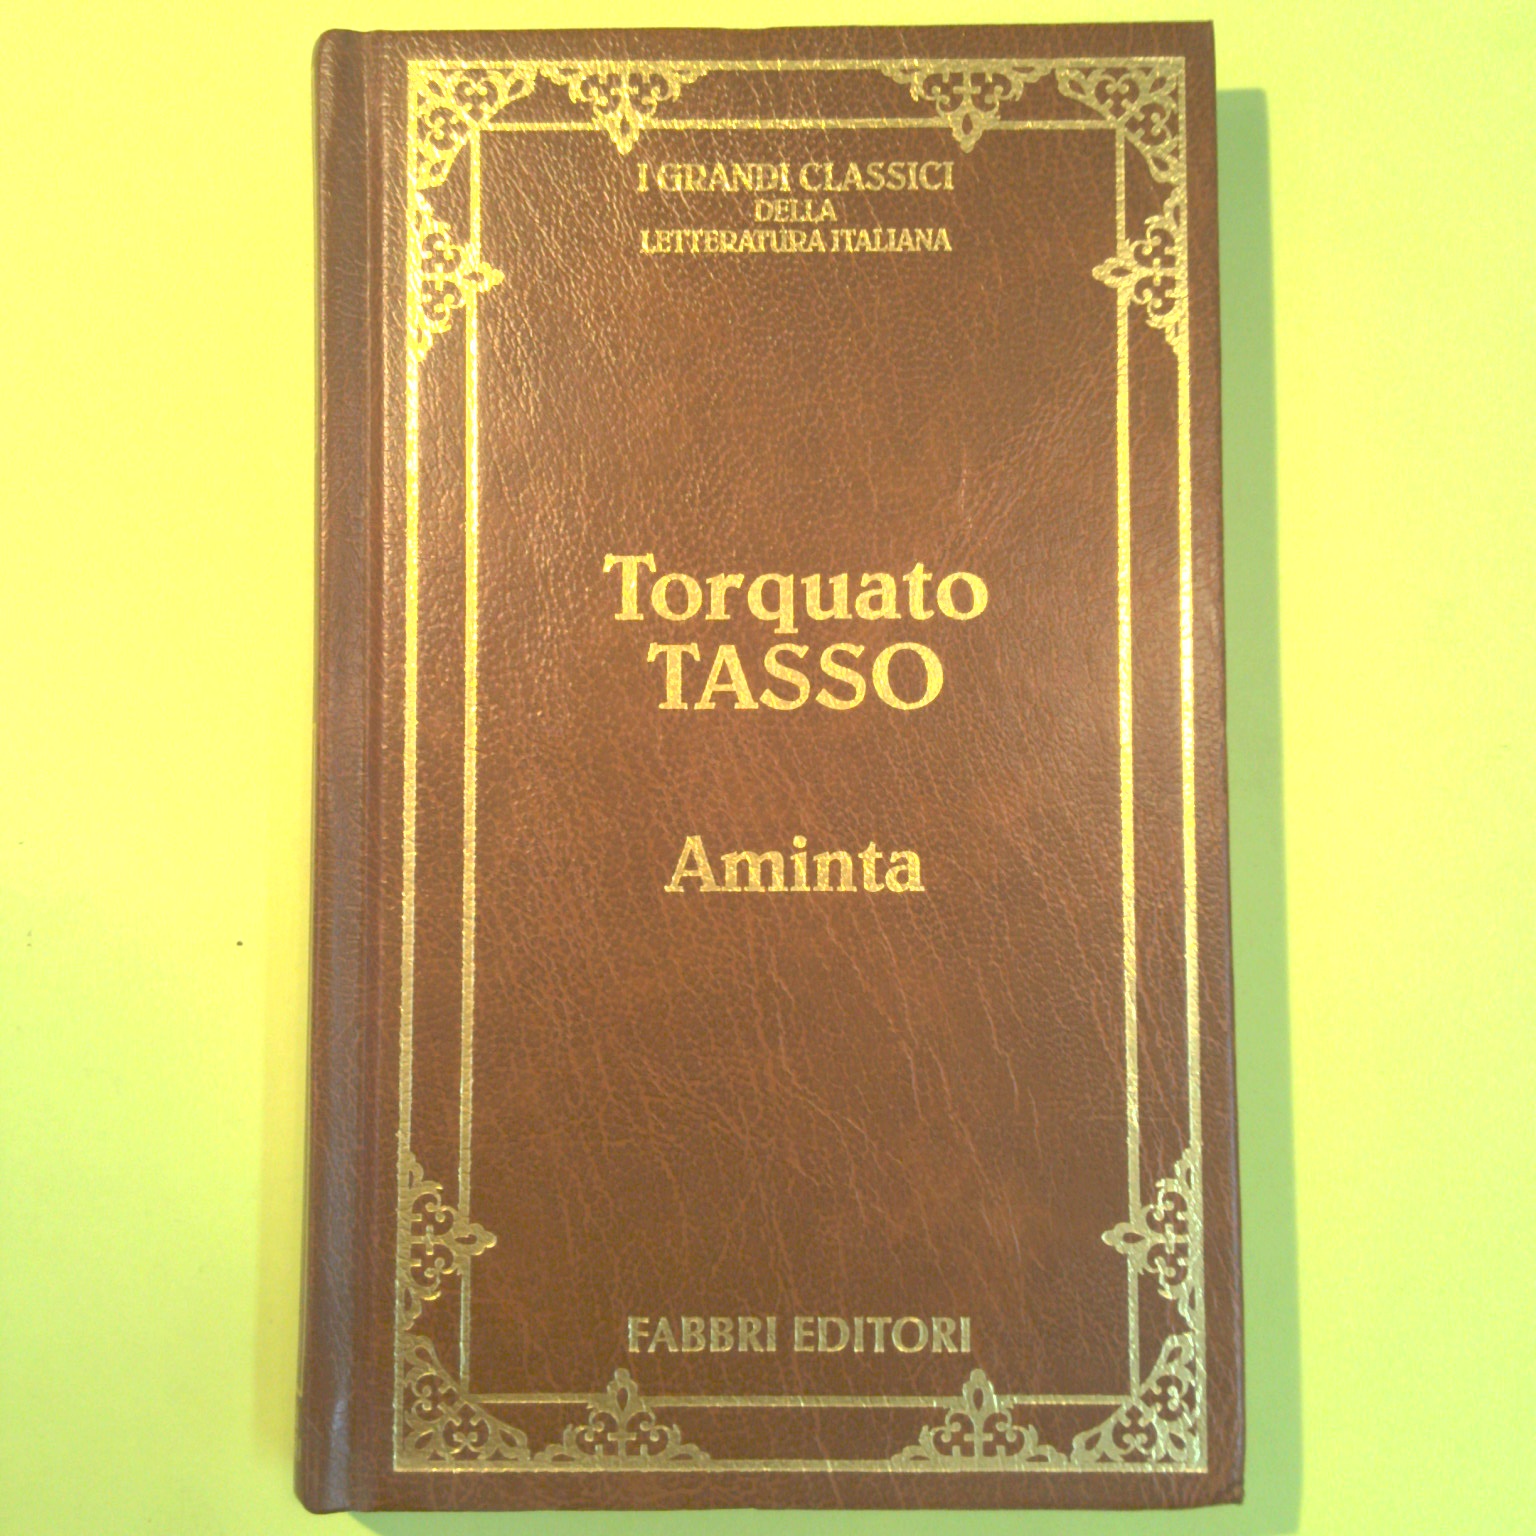 I GRANDI CLASSICI
DELLA
LETTERATURA ITALIANA
Torquato
TASSO
Aminta
FABBRI EDITORI